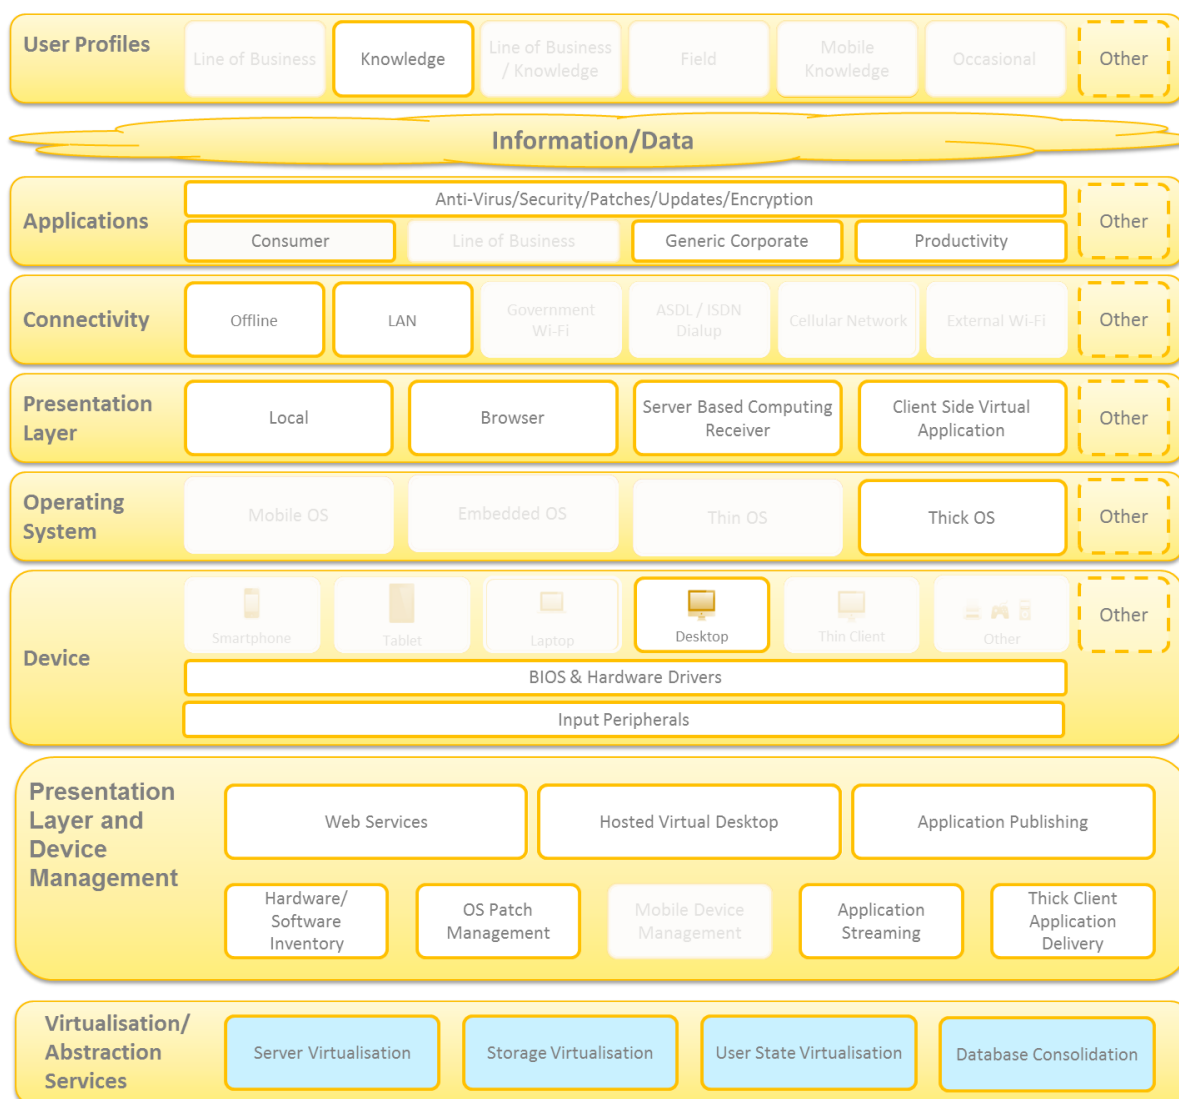 User Profiles
Line of Business
Knowledge
Line of Business
/ Knowledge
Field
Mobile
Knowledge
Occasional
Other
Information/Data
Applications
Anti-Virus/Security/Patches/Updates/Encryption
Consumer
Line of Business
Generic Corporate
Productivity
Other
Connectivity
Offline
LAN
Government
Wi-Fi
ASDL / ISDN
Dialup
Cellular Network
External Wi-Fi
Other
Presentation
Layer
Local
Browser
Server Based Computing
Receiver
Client Side Virtual
Application
Other
Operating
System
Mobile OS
Embedded OS
Thin OS
Thick OS
Other
Device
Smartphone
Tablet
Laptop
Desktop
Thin Client
Other
Other
BIOS & Hardware Drivers
Input Peripherals
Presentation
Layer and
Device
Management
Web Services
Hosted Virtual Desktop
Application Publishing
Hardware/
Software
Inventory
OS Patch
Management
Mobile Device
Management
Application
Streaming
Thick Client
Application
Delivery
Virtualisation/
Abstraction
Services
Server Virtualisation
Storage Virtualisation
User State Virtualisation
Database Consolidation